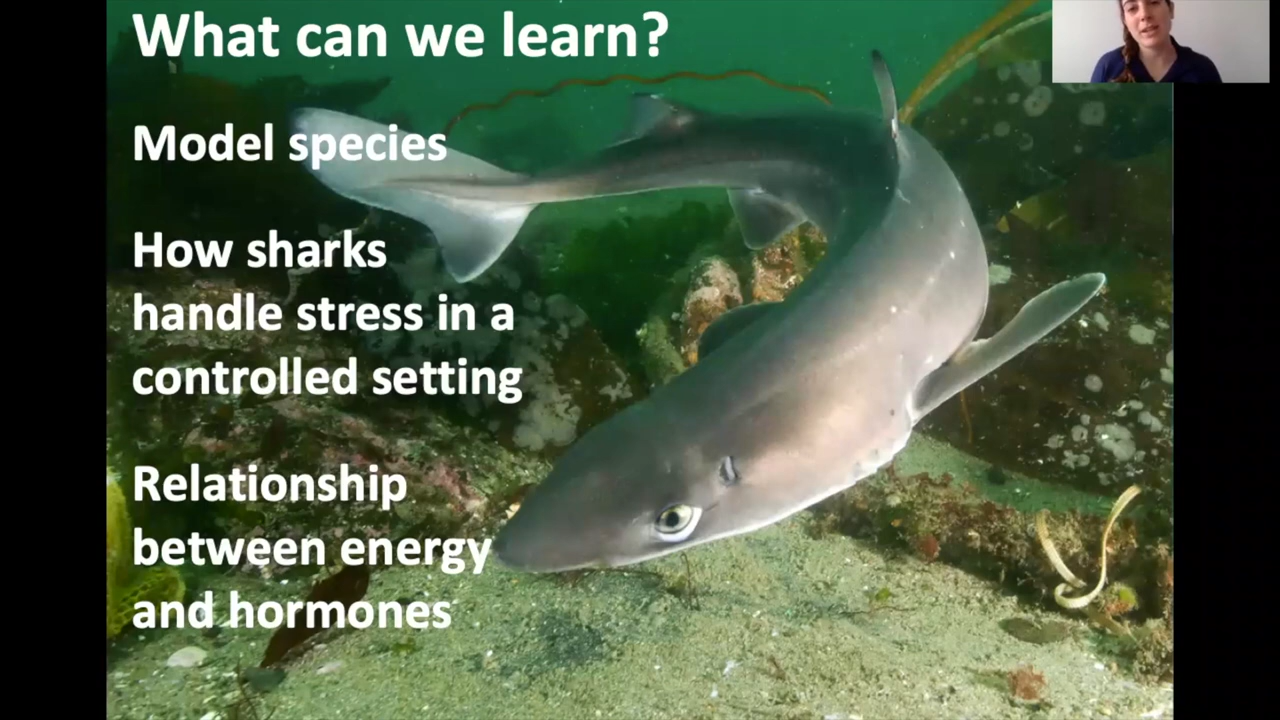 What can we learn?
Model species
How sharks
handle stress in a
controlled setting
Relationship
between energy
and hormones